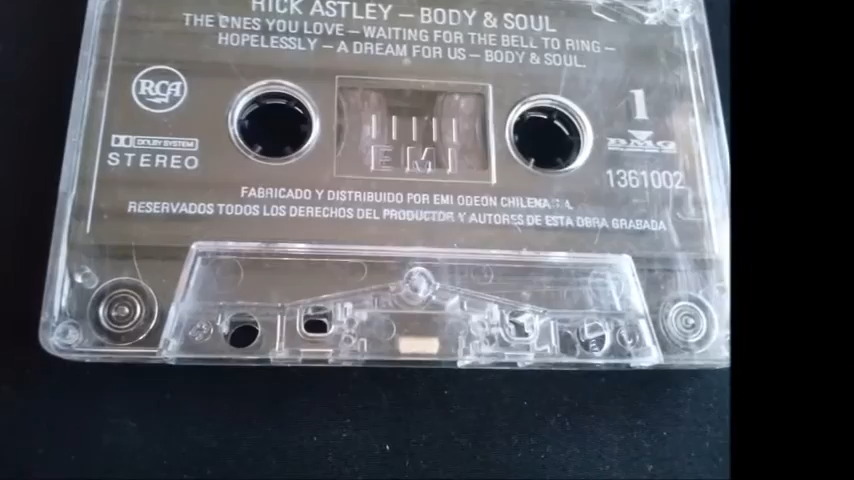 RICK ASTLEY – BODY & SOUL
THE ONES YOU LOVE – WAITING FOR THE BELL TO RING –
HOPELESSLY – A DREAM FOR US – BODY & SOUL.
RCA
1
DOLBY SYSTEM
BMG
STEREO
EMI
1361002
FABRICADO Y DISTRIBUIDO POR EMI ODEON CHILENA S.A.
RESERVADOS TODOS LOS DERECHOS DEL PRODUCTOR Y AUTORES DE ESTA OBRA GRABADA